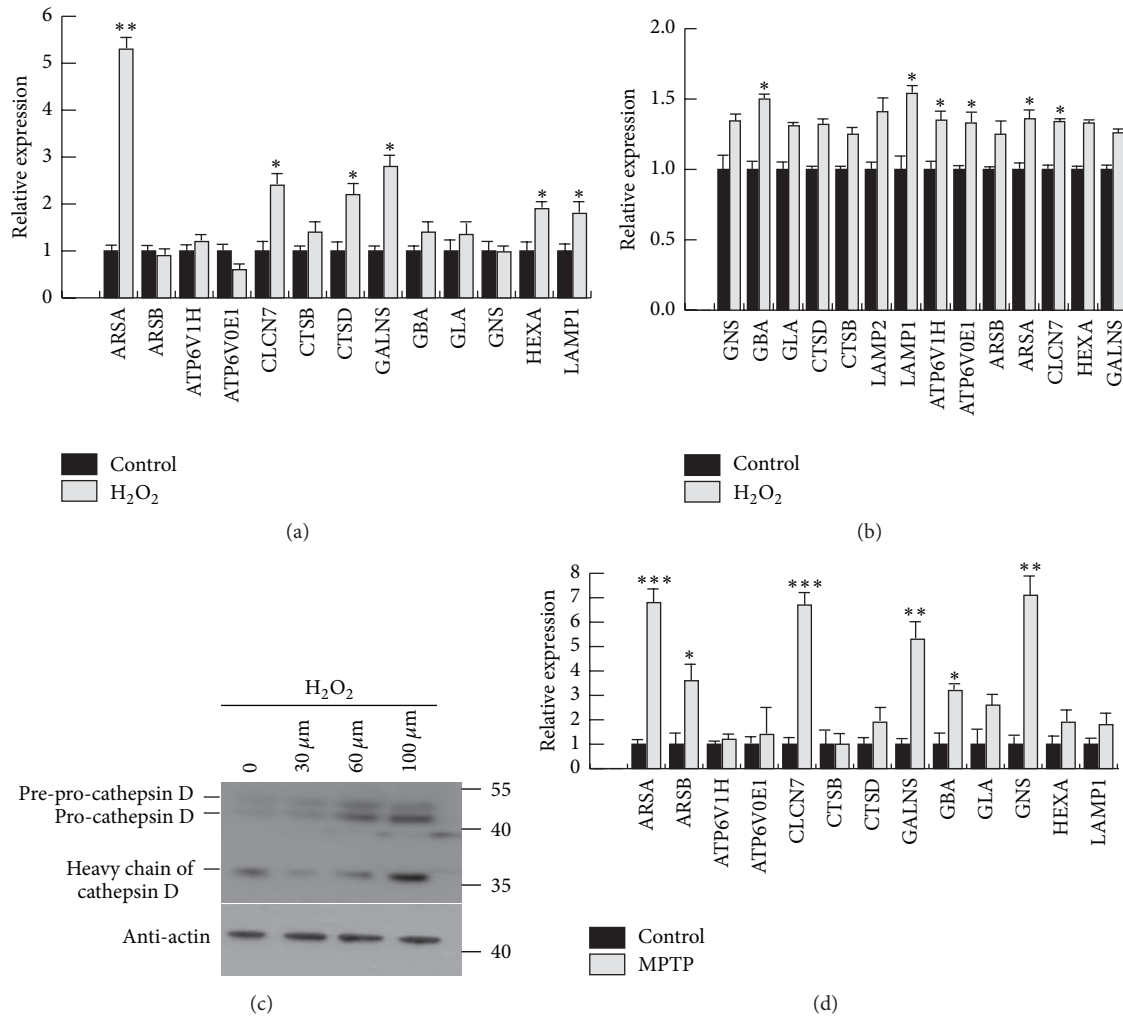 Relative expression
6
5
4
3
2
1
0
** * * * * *
ARSA
ARSB
ATP6V1H
ATP6V0E1
CLCN7
CTSB
CTSD
GALNS
GBA
GLA
GNS
HEXA
LAMP1
Control
H₂O₂
(a)
Relative expression
2.0
1.5
1.0
0.5
0.0
* * * * * *
GNS
GBA
GLA
CTSD
CTSB
LAMP2
LAMP1
ATP6V1H
ATP6V0E1
ARSB
ARSA
CLCN7
HEXA
GALNS
Control
H₂O₂
(b)
H₂O₂
0
30 μm
60 μm
100 μm
Pre-pro-cathepsin D
Pro-cathepsin D
Heavy chain of
cathepsin D
Anti-actin
55
40
35
40
(c)
Relative expression
8
7
6
5
4
3
2
1
0
*** * *** ** * **
ARSA
ARSB
ATP6V1H
ATP6V0E1
CLCN7
CTSB
CTSD
GALNS
GBA
GLA
GNS
HEXA
LAMP1
Control
MPTP
(d)